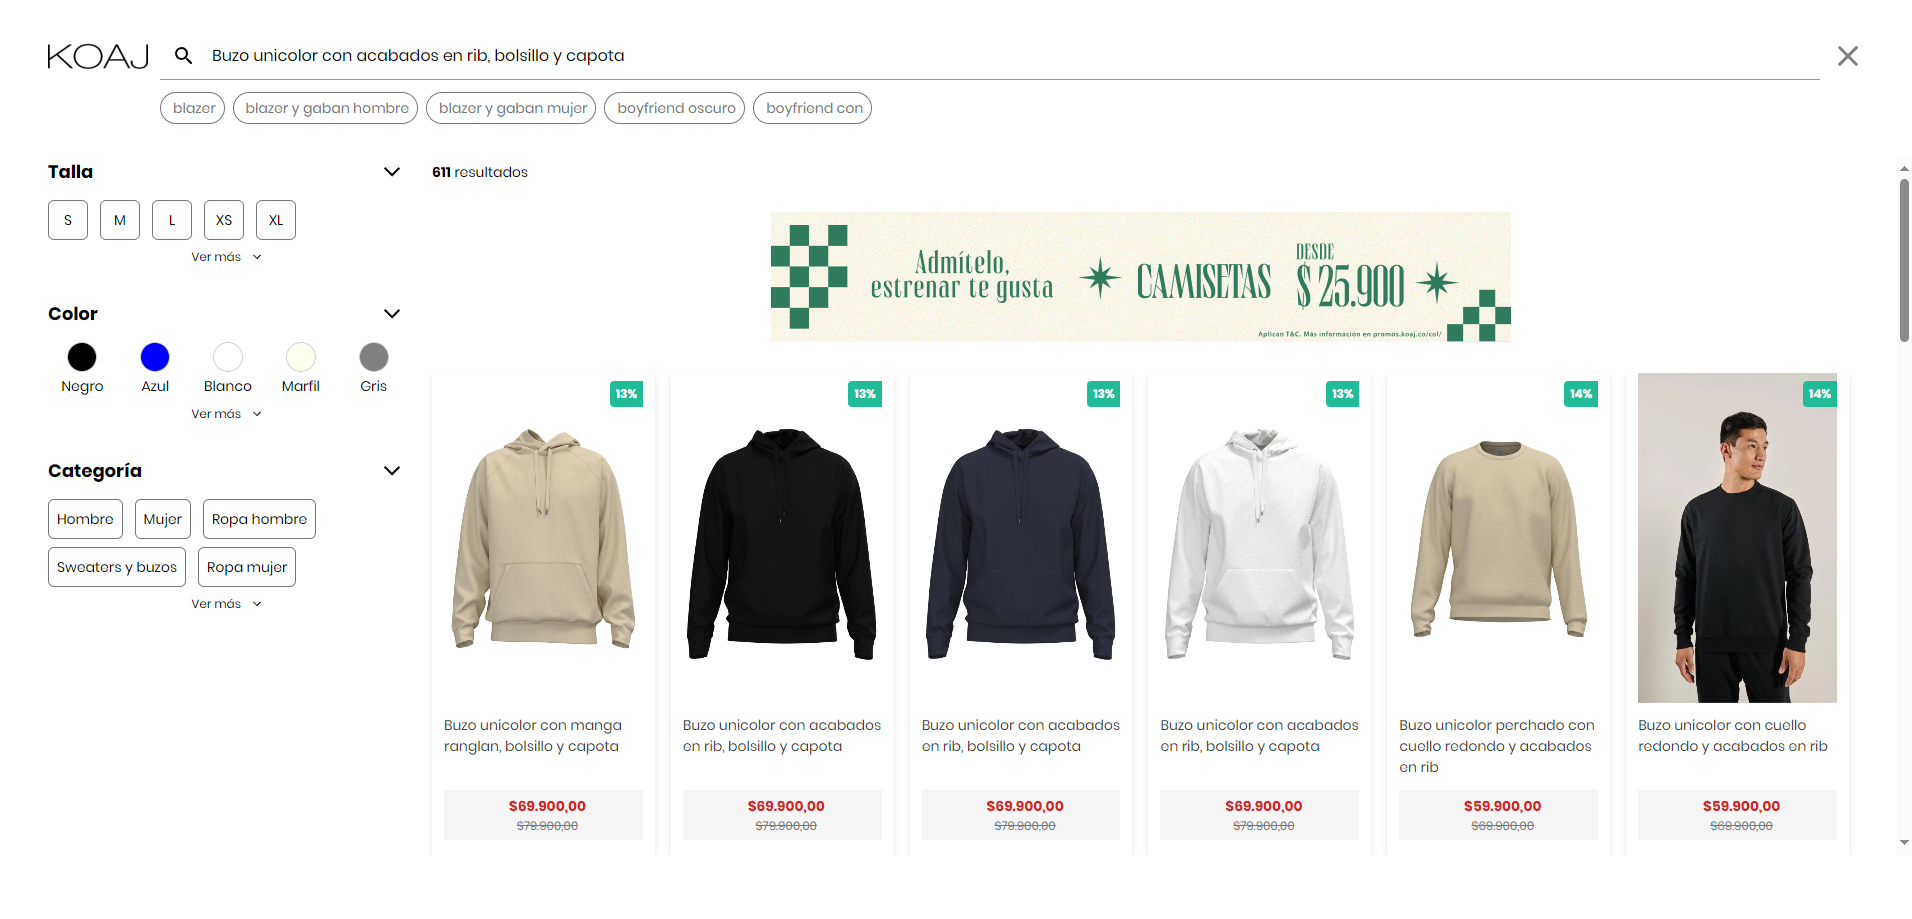 KOAJ
Buzo unicolor con acabados en rib, bolsillo y capota
blazer
blazer y gaban hombre
blazer y gaban mujer
boyfriend oscuro
boyfriend con
Talla
S
M
L
XS
XL
Ver más
Color
Negro
Azul
Blanco
Marfil
Gris
Ver más
Categoría
Hombre
Mujer
Ropa hombre
Sweaters y buzos
Ropa mujer
Ver más
611 resultados
Admítelo,
estrenar te gusta
CAMISETAS
DESDE
$ 25.900
Aplican T&C. Más información en promos.koaj.co/col/
13%
Buzo unicolor con manga
ranglan, bolsillo y capota
$69.900,00
$79.900,00
13%
Buzo unicolor con acabados
en rib, bolsillo y capota
$69.900,00
$79.900,00
13%
Buzo unicolor con acabados
en rib, bolsillo y capota
$69.900,00
$79.900,00
13%
Buzo unicolor con acabados
en rib, bolsillo y capota
$69.900,00
$79.900,00
14%
Buzo unicolor perchado con
cuello redondo y acabados
en rib
$59.900,00
$69.900,00
14%
Buzo unicolor con cuello
redondo y acabados en rib
$59.900,00
$69.900,00